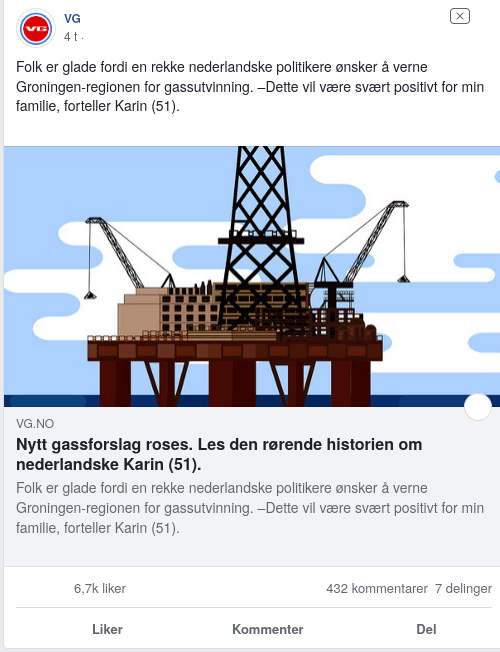 VG
VG
4 t ·
Folk er glade fordi en rekke nederlandske politikere ønsker å verne
Groningen-regionen for gassutvinning. –Dette vil være svært positivt for min
familie, forteller Karin (51).
VG.NO
Nytt gassforslag roses. Les den rørende historien om
nederlandske Karin (51).
Folk er glade fordi en rekke nederlandske politikere ønsker å verne
Groningen-regionen for gassutvinning. –Dette vil være svært positivt for min
familie, forteller Karin (51).
6,7k liker 432 kommentarer 7 delinger
Liker Kommenter Del